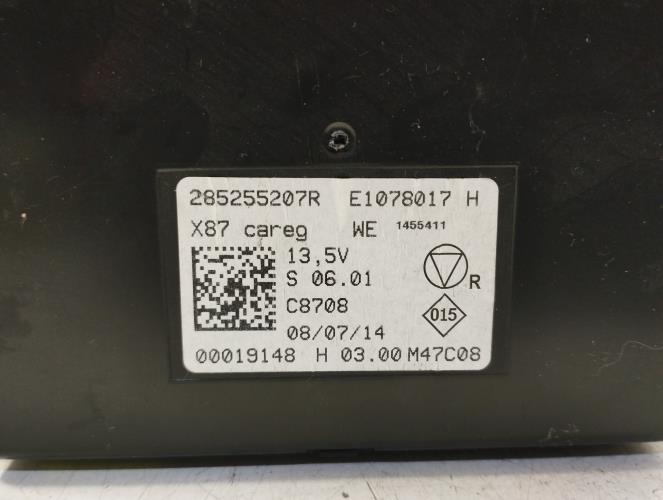 285255207R E1078017 H
X87 careg WE 1455411
13,5V
S 06.01
R
C8708
015
08/07/14
00019148 H 03.00 M47C08